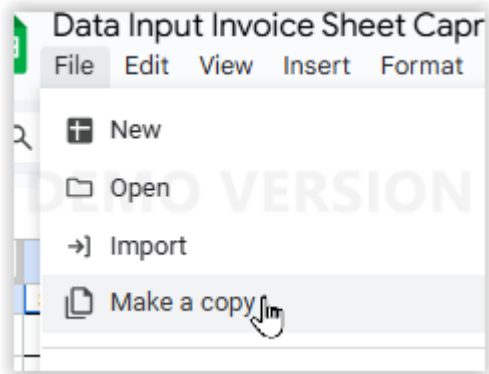 Data Input Invoice Sheet Capr
File Edit View Insert Format
New
Open
DEMO VERSION
Import
Make a copy